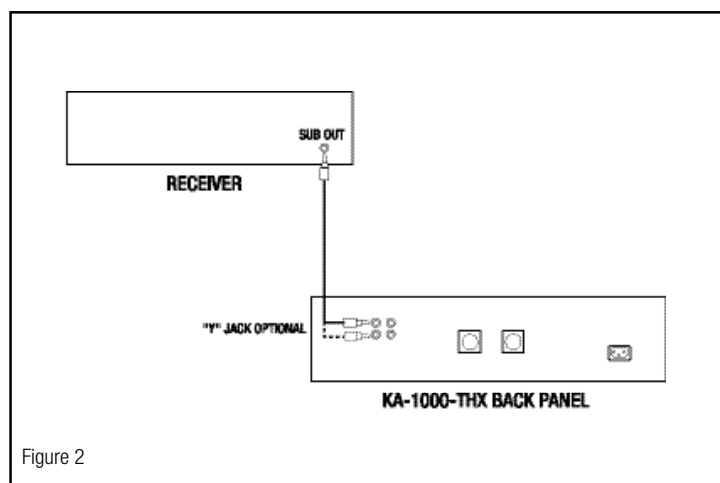 SUB OUT
RECEIVER
"Y" JACK OPTIONAL
KA-1000-THX BACK PANEL
Figure 2